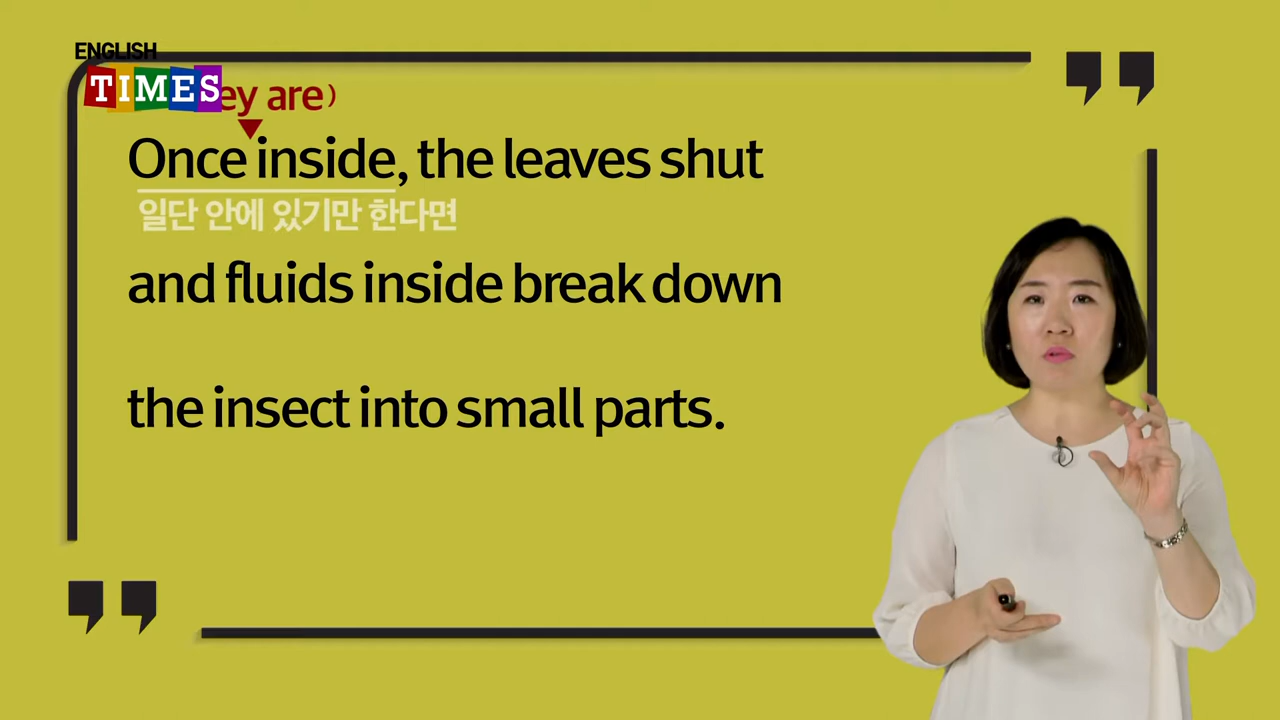 ENGLISH
TIMES
ey are)
Once inside, the leaves shut
일단 안에 있기만 한다면
and fluids inside break down
the insect into small parts.